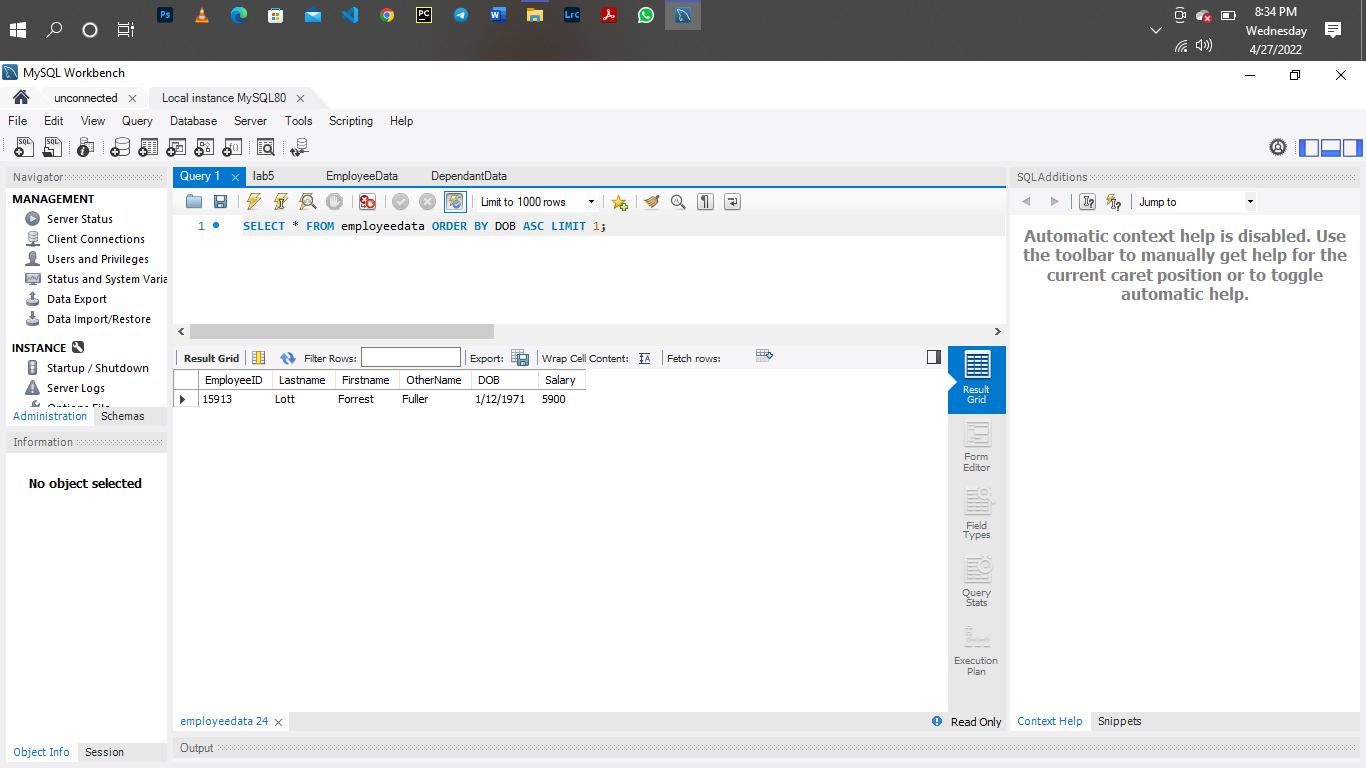 8:34 PM
Wednesday
4/27/2022
Ps
PC
W
Lrc
MySQL Workbench
unconnected
Local instance MySQL80
File Edit View Query Database Server Tools Scripting Help
Navigator
MANAGEMENT
Server Status
Client Connections
Users and Privileges
Status and System Varia
Data Export
Data Import/Restore
INSTANCE
Startup / Shutdown
Server Logs
Administration Schemas
Information
No object selected
Object Info Session
Query 1 lab5 EmployeeData DependantData
Limit to 1000 rows
1 SELECT * FROM employeedata ORDER BY DOB ASC LIMIT 1;
Result Grid Filter Rows: Export: Wrap Cell Content: Fetch rows:
EmployeeID Lastname Firstname OtherName DOB Salary
15913 Lott Forrest Fuller 1/12/1971 5900
Result
Grid
Form
Editor
Field
Types
Query
Stats
Execution
Plan
employeedata 24
Read Only
Output
SQLAdditions
Jump to
Automatic context help is disabled. Use
the toolbar to manually get help for the
current caret position or to toggle
automatic help.
Context Help Snippets